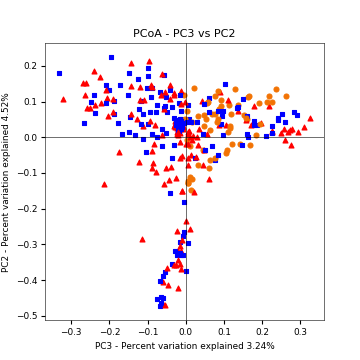 PCoA - PC3 vs PC2
PC2 - Percent variation explained 4.52%
0.2
0.1
0.0
−0.1
−0.2
−0.3
−0.4
−0.5
−0.3 −0.2 −0.1 0.0 0.1 0.2 0.3
PC3 - Percent variation explained 3.24%